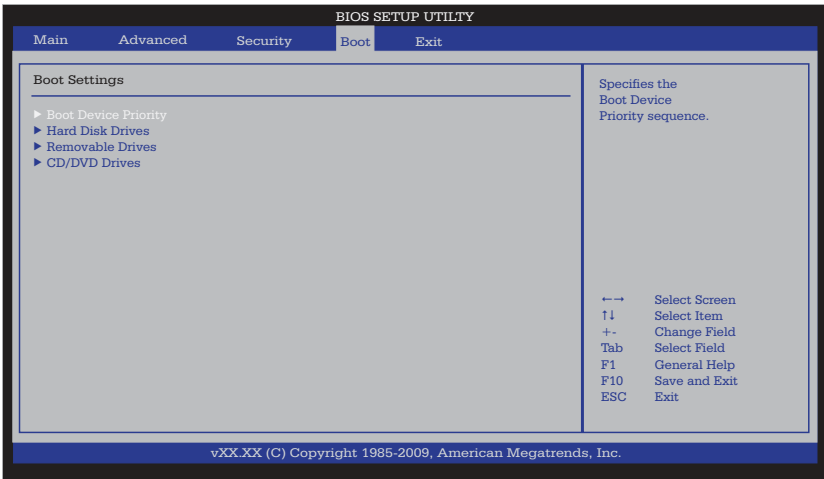 BIOS SETUP UTILTY
Main Advanced Security Boot Exit
Boot Settings
▶ Boot Device Priority
▶ Hard Disk Drives
▶ Removable Drives
▶ CD/DVD Drives
Specifies the
Boot Device
Priority sequence.
←→ Select Screen
↑↓ Select Item
+- Change Field
Tab Select Field
F1 General Help
F10 Save and Exit
ESC Exit
vXX.XX (C) Copyright 1985-2009, American Megatrends, Inc.